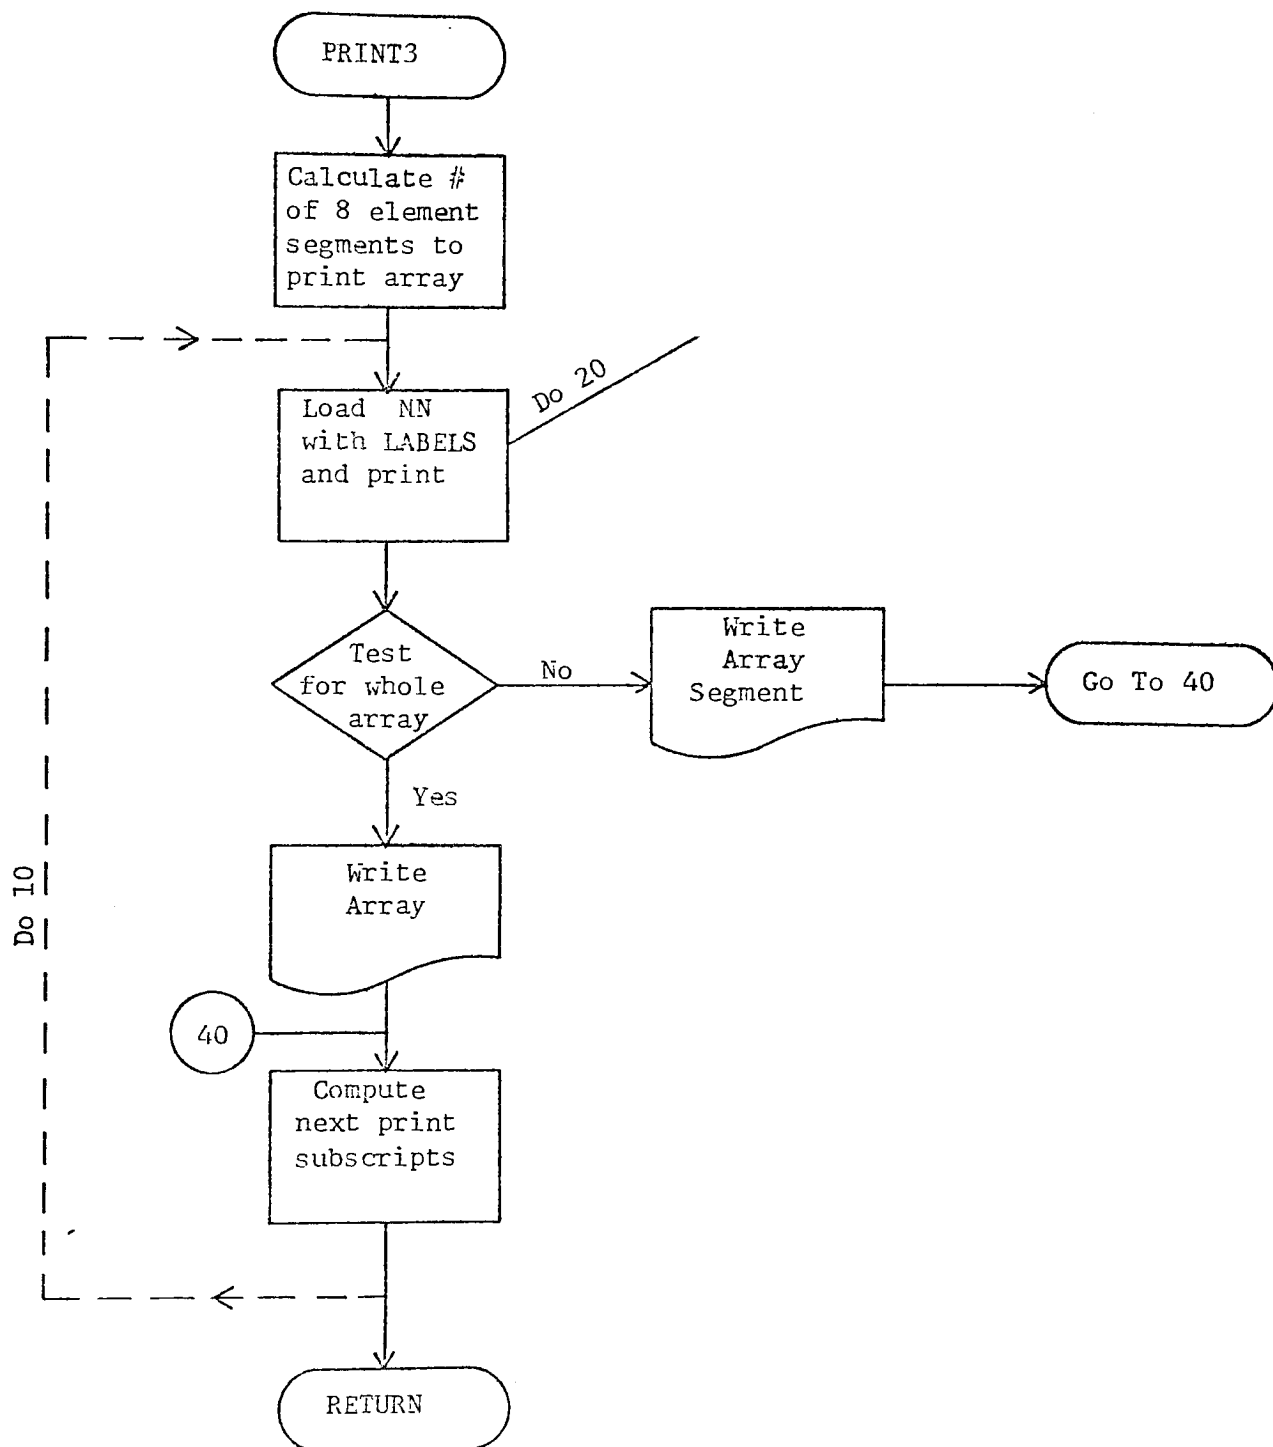 PRINT3
Calculate #
of 8 element
segments to
print array
Do 20
Load NN
with LABELS
and print
Test
for whole
array
No
Write
Array
Segment
Go To 40
Yes
Write
Array
Do 10
40
Compute
next print
subscripts
RETURN